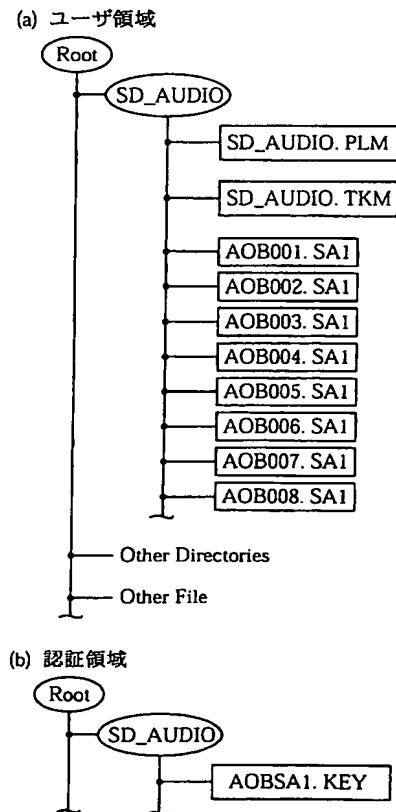 (a) ユーザ領域
Root
SD_AUDIO
SD_AUDIO. PLM
SD_AUDIO. TKM
AOB001. SA1
AOB002. SA1
AOB003. SA1
AOB004. SA1
AOB005. SA1
AOB006. SA1
AOB007. SA1
AOB008. SA1
Other Directories
Other File
(b) 認証領域
Root
SD_AUDIO
AOBSA1. KEY